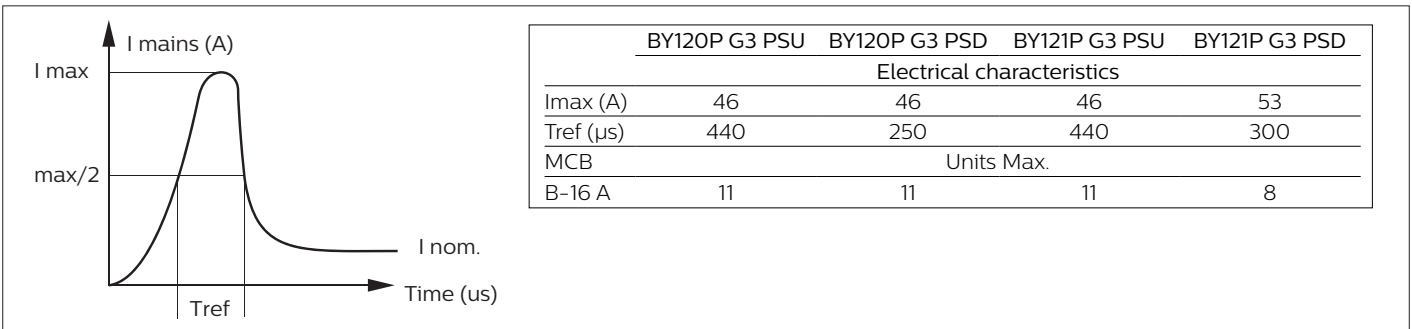 I mains (A)
I max
max/2
I nom.
Time (us)
Tref
BY120P G3 PSU BY120P G3 PSD BY121P G3 PSU BY121P G3 PSD
Electrical characteristics
Imax (A) 46 46 46 53
Tref (µs) 440 250 440 300
MCB Units Max.
B-16 A 11 11 11 8